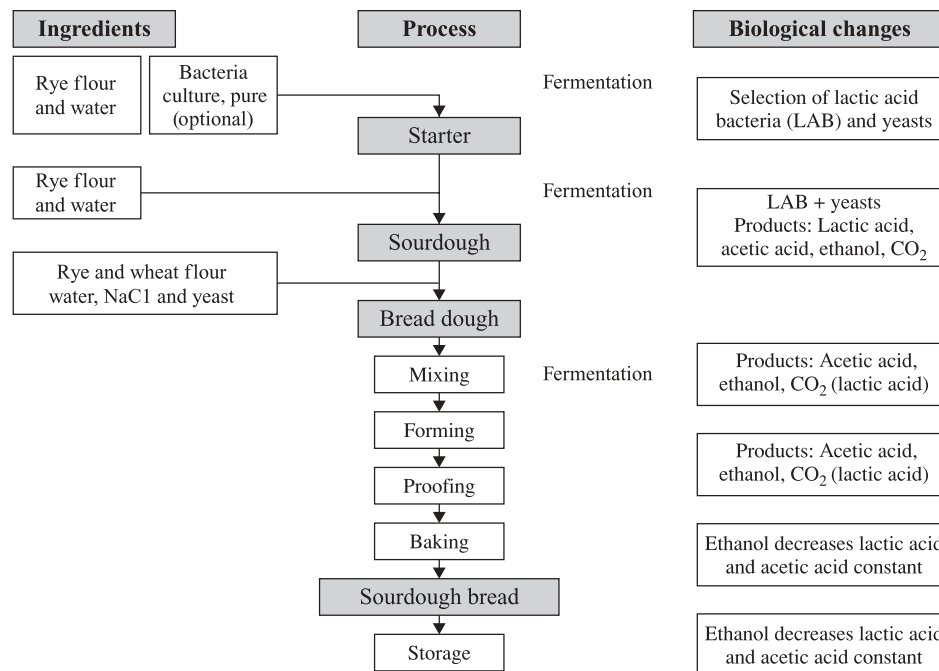 Ingredients
Process
Biological changes
Rye flour
and water
Bacteria
culture, pure
(optional)
Fermentation
Selection of lactic acid
bacteria (LAB) and yeasts
Starter
Rye flour
and water
Fermentation
LAB + yeasts
Products: Lactic acid,
acetic acid, ethanol, CO₂
Sourdough
Rye and wheat flour
water, NaC1 and yeast
Bread dough
Mixing
Fermentation
Products: Acetic acid,
ethanol, CO₂ (lactic acid)
Forming
Proofing
Products: Acetic acid,
ethanol, CO₂ (lactic acid)
Baking
Ethanol decreases lactic acid
and acetic acid constant
Sourdough bread
Storage
Ethanol decreases lactic acid
and acetic acid constant